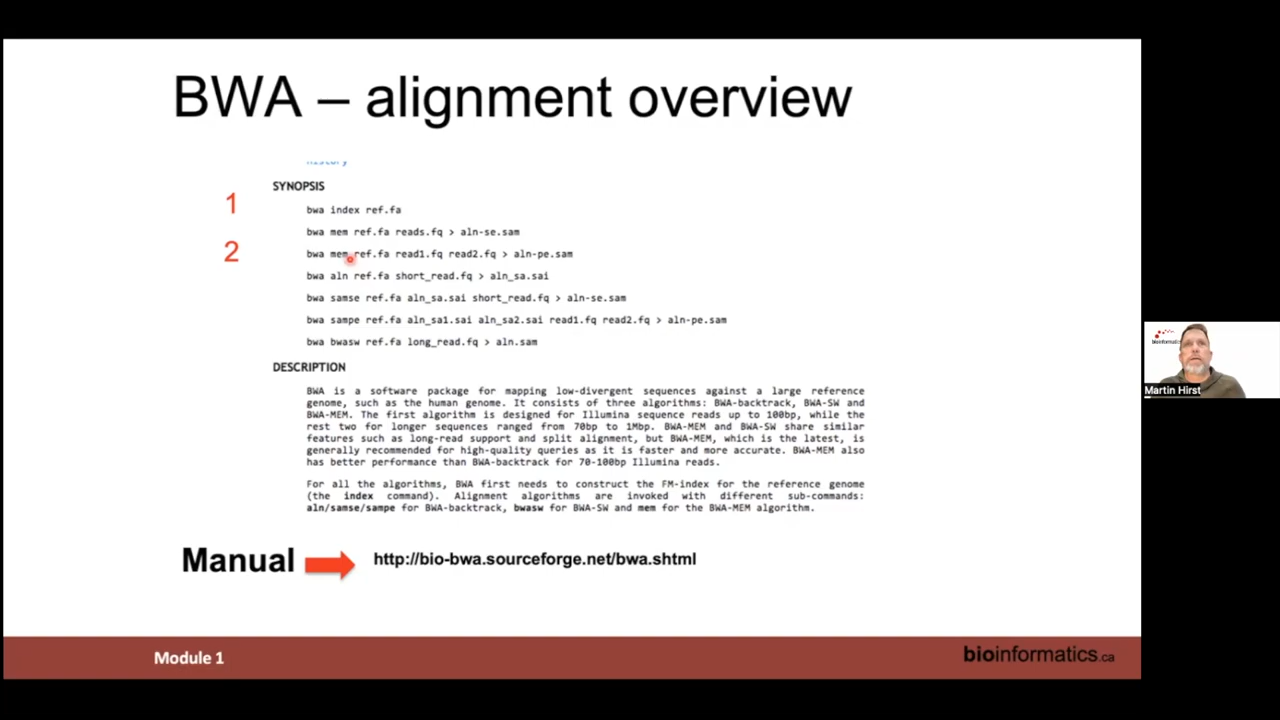 BWA – alignment overview
history
SYNOPSIS
1
bwa index ref.fa
bwa mem ref.fa reads.fq > aln-se.sam
2
bwa mem ref.fa read1.fq read2.fq > aln-pe.sam
bwa aln ref.fa short_read.fq > aln_sa.sai
bwa samse ref.fa aln_sa.sai short_read.fq > aln-se.sam
bwa sampe ref.fa aln_sa1.sai aln_sa2.sai read1.fq read2.fq > aln-pe.sam
bwa bwasw ref.fa long_read.fq > aln.sam
DESCRIPTION
BWA is a software package for mapping low-divergent sequences against a large reference
genome, such as the human genome. It consists of three algorithms: BWA-backtrack, BWA-SW and
BWA-MEM. The first algorithm is designed for Illumina sequence reads up to 100bp, while the
rest two for longer sequences ranged from 70bp to 1Mbp. BWA-MEM and BWA-SW share similar
features such as long-read support and split alignment, but BWA-MEM, which is the latest, is
generally recommended for high-quality queries as it is faster and more accurate. BWA-MEM also
has better performance than BWA-backtrack for 70-100bp Illumina reads.
For all the algorithms, BWA first needs to construct the FM-index for the reference genome
(the index command). Alignment algorithms are invoked with different sub-commands:
aln/samse/sampe for BWA-backtrack, bwasw for BWA-SW and mem for the BWA-MEM algorithm.
Manual
http://bio-bwa.sourceforge.net/bwa.shtml
Module 1
bioinformatics.ca
bioinformatics
Martin Hirst